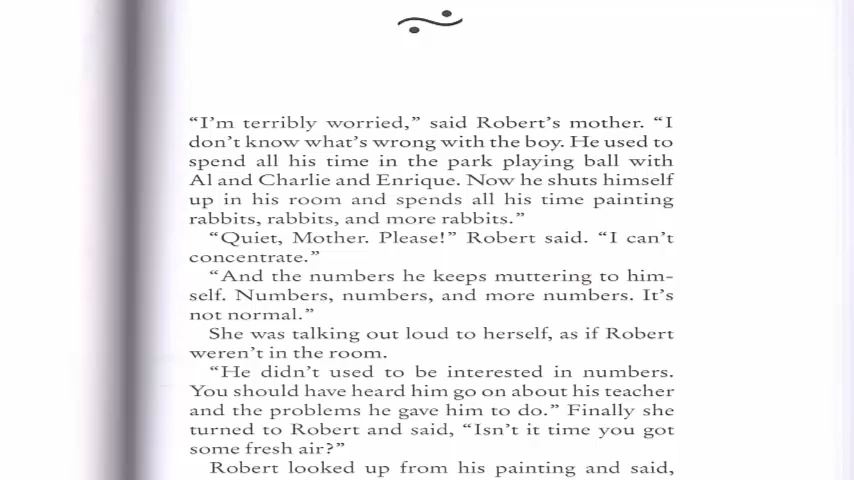 “I’m terribly worried,” said Robert’s mother. “I
don’t know what’s wrong with the boy. He used to
spend all his time in the park playing ball with
Al and Charlie and Enrique. Now he shuts himself
up in his room and spends all his time painting
rabbits, rabbits, and more rabbits.”
“Quiet, Mother. Please!” Robert said. “I can’t
concentrate.”
“And the numbers he keeps muttering to him-
self. Numbers, numbers, and more numbers. It’s
not normal.”
She was talking out loud to herself, as if Robert
weren’t in the room.
“He didn’t used to be interested in numbers.
You should have heard him go on about his teacher
and the problems he gave him to do.” Finally she
turned to Robert and said, “Isn’t it time you got
some fresh air?”
Robert looked up from his painting and said,